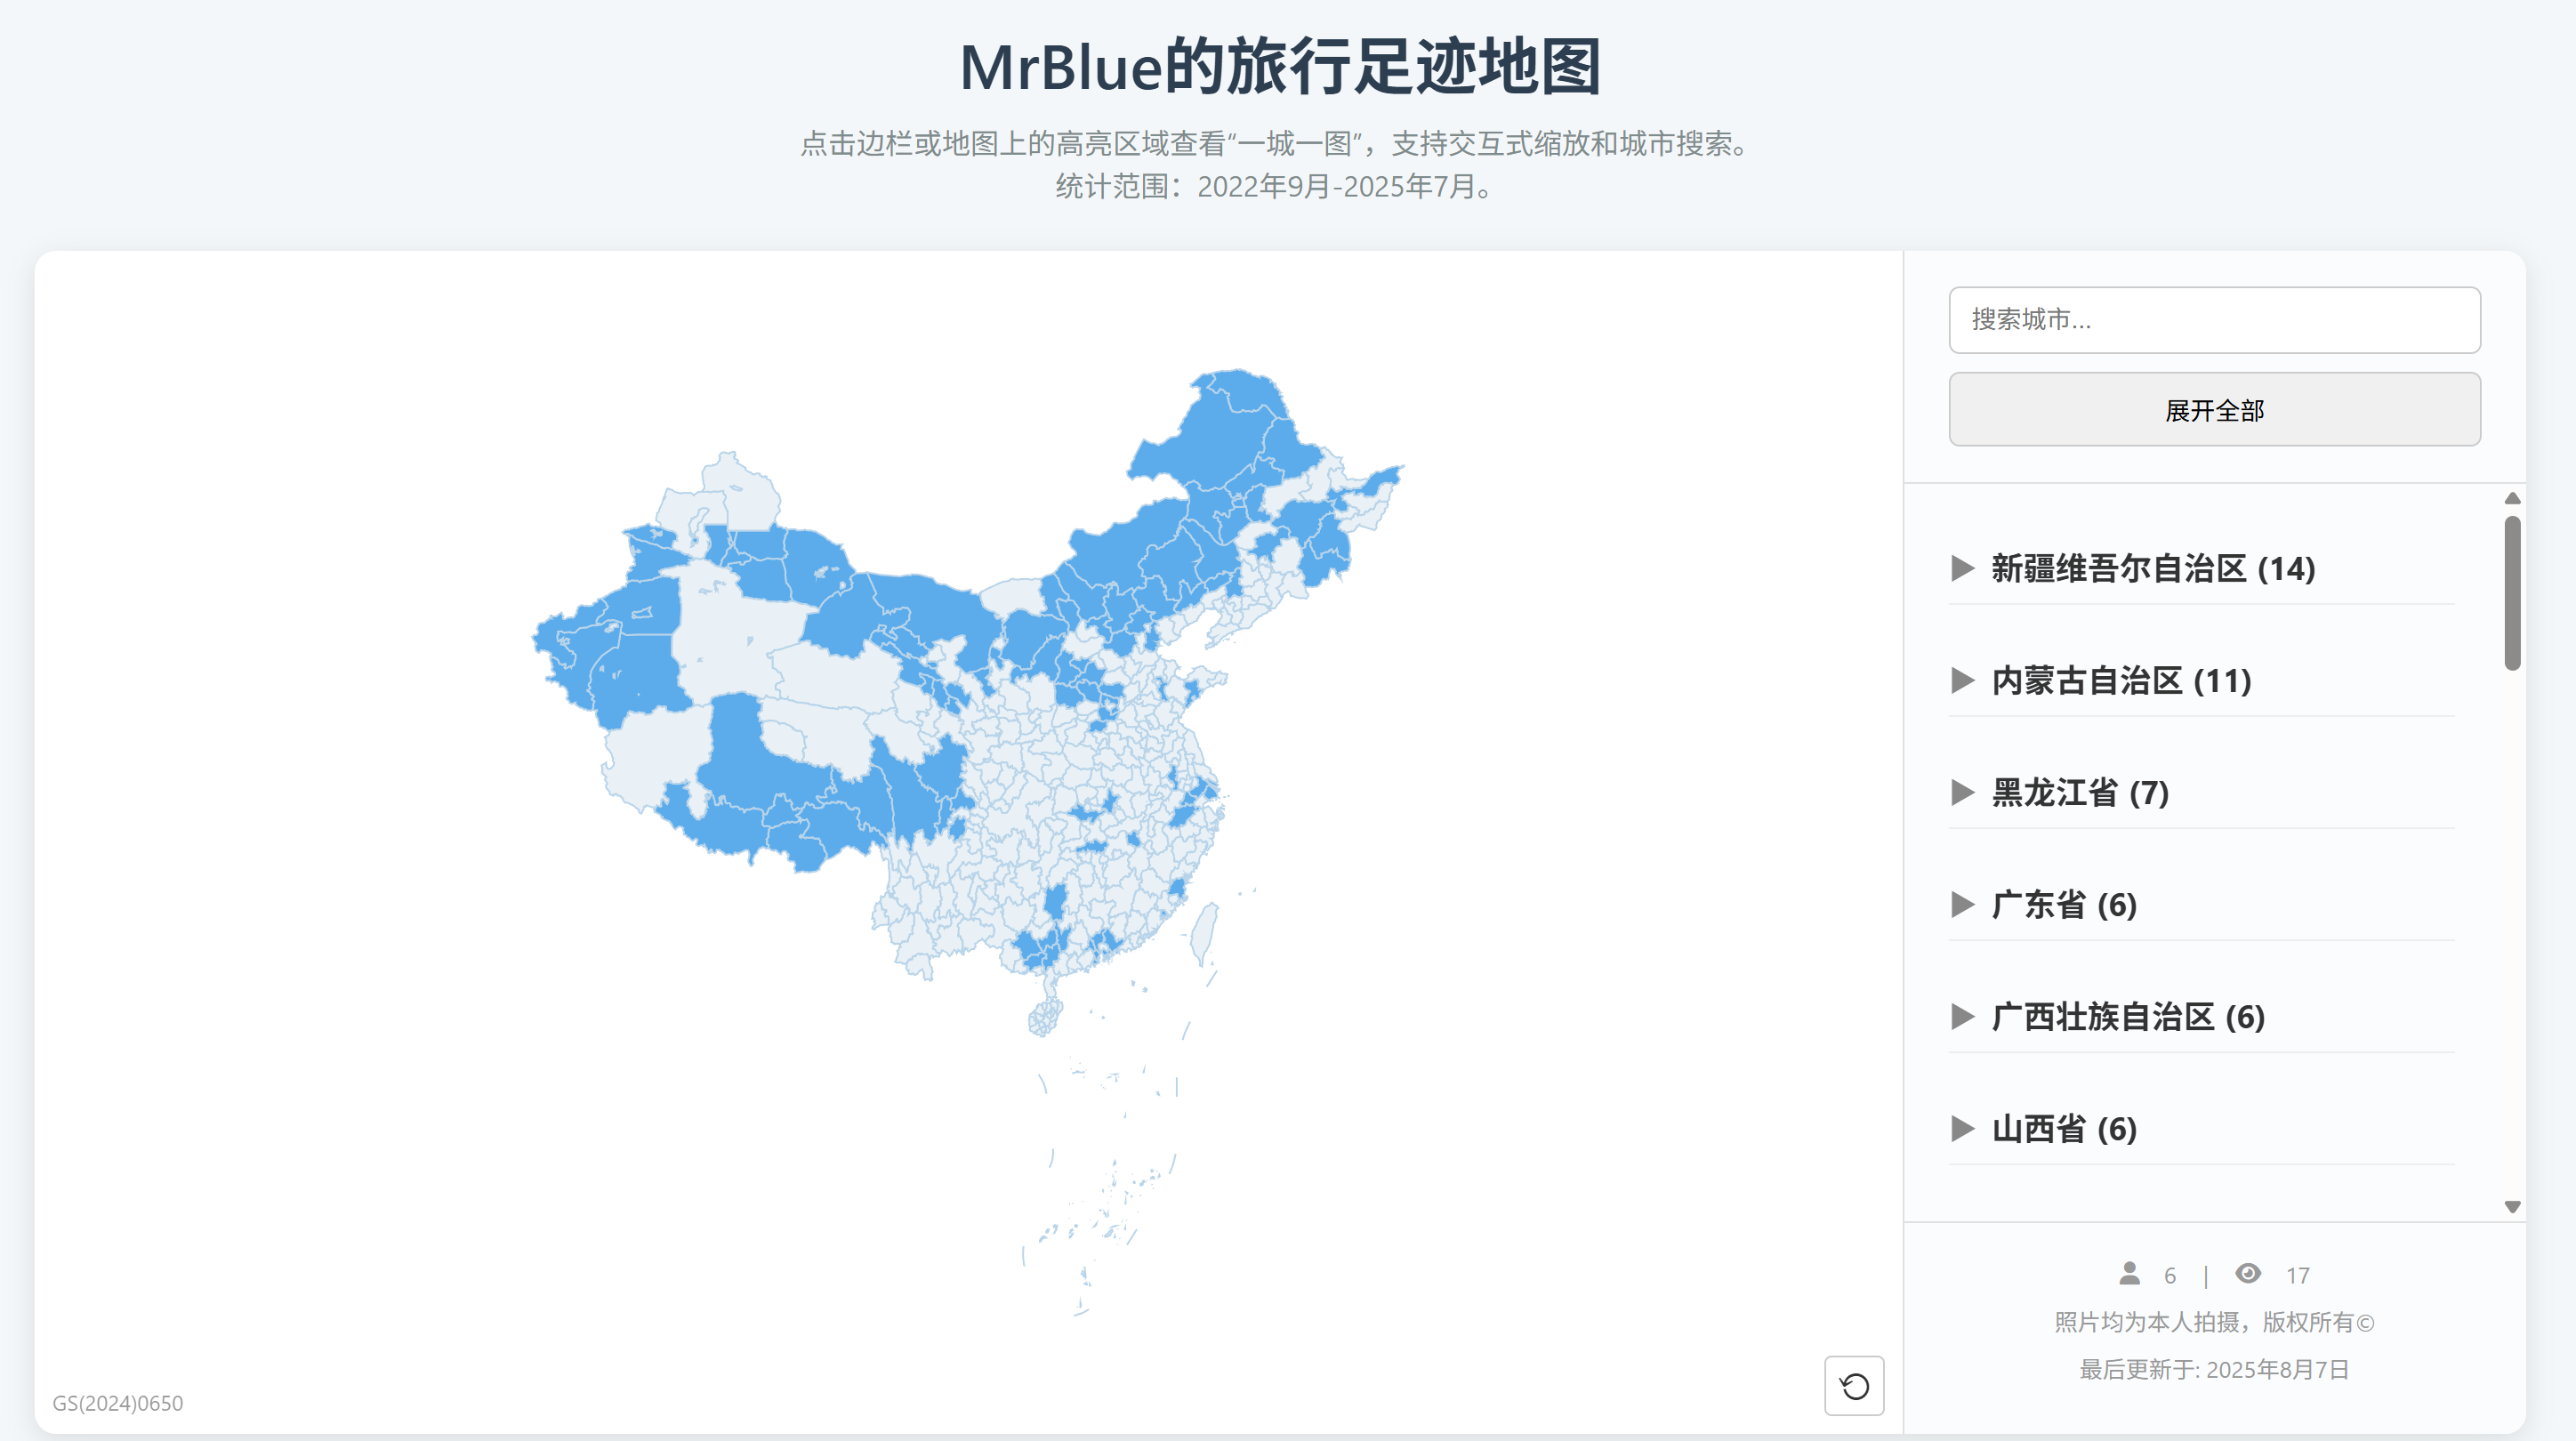 MrBlue的旅行足迹地图
点击边栏或地图上的高亮区域查看“一城一图”，支持交互式缩放和城市搜索。
统计范围：2022年9月-2025年7月。
搜索城市...
展开全部
新疆维吾尔自治区 (14)
内蒙古自治区 (11)
黑龙江省 (7)
广东省 (6)
广西壮族自治区 (6)
山西省 (6)
6 | 17
照片均为本人拍摄，版权所有©
最后更新于: 2025年8月7日
GS(2024)0650